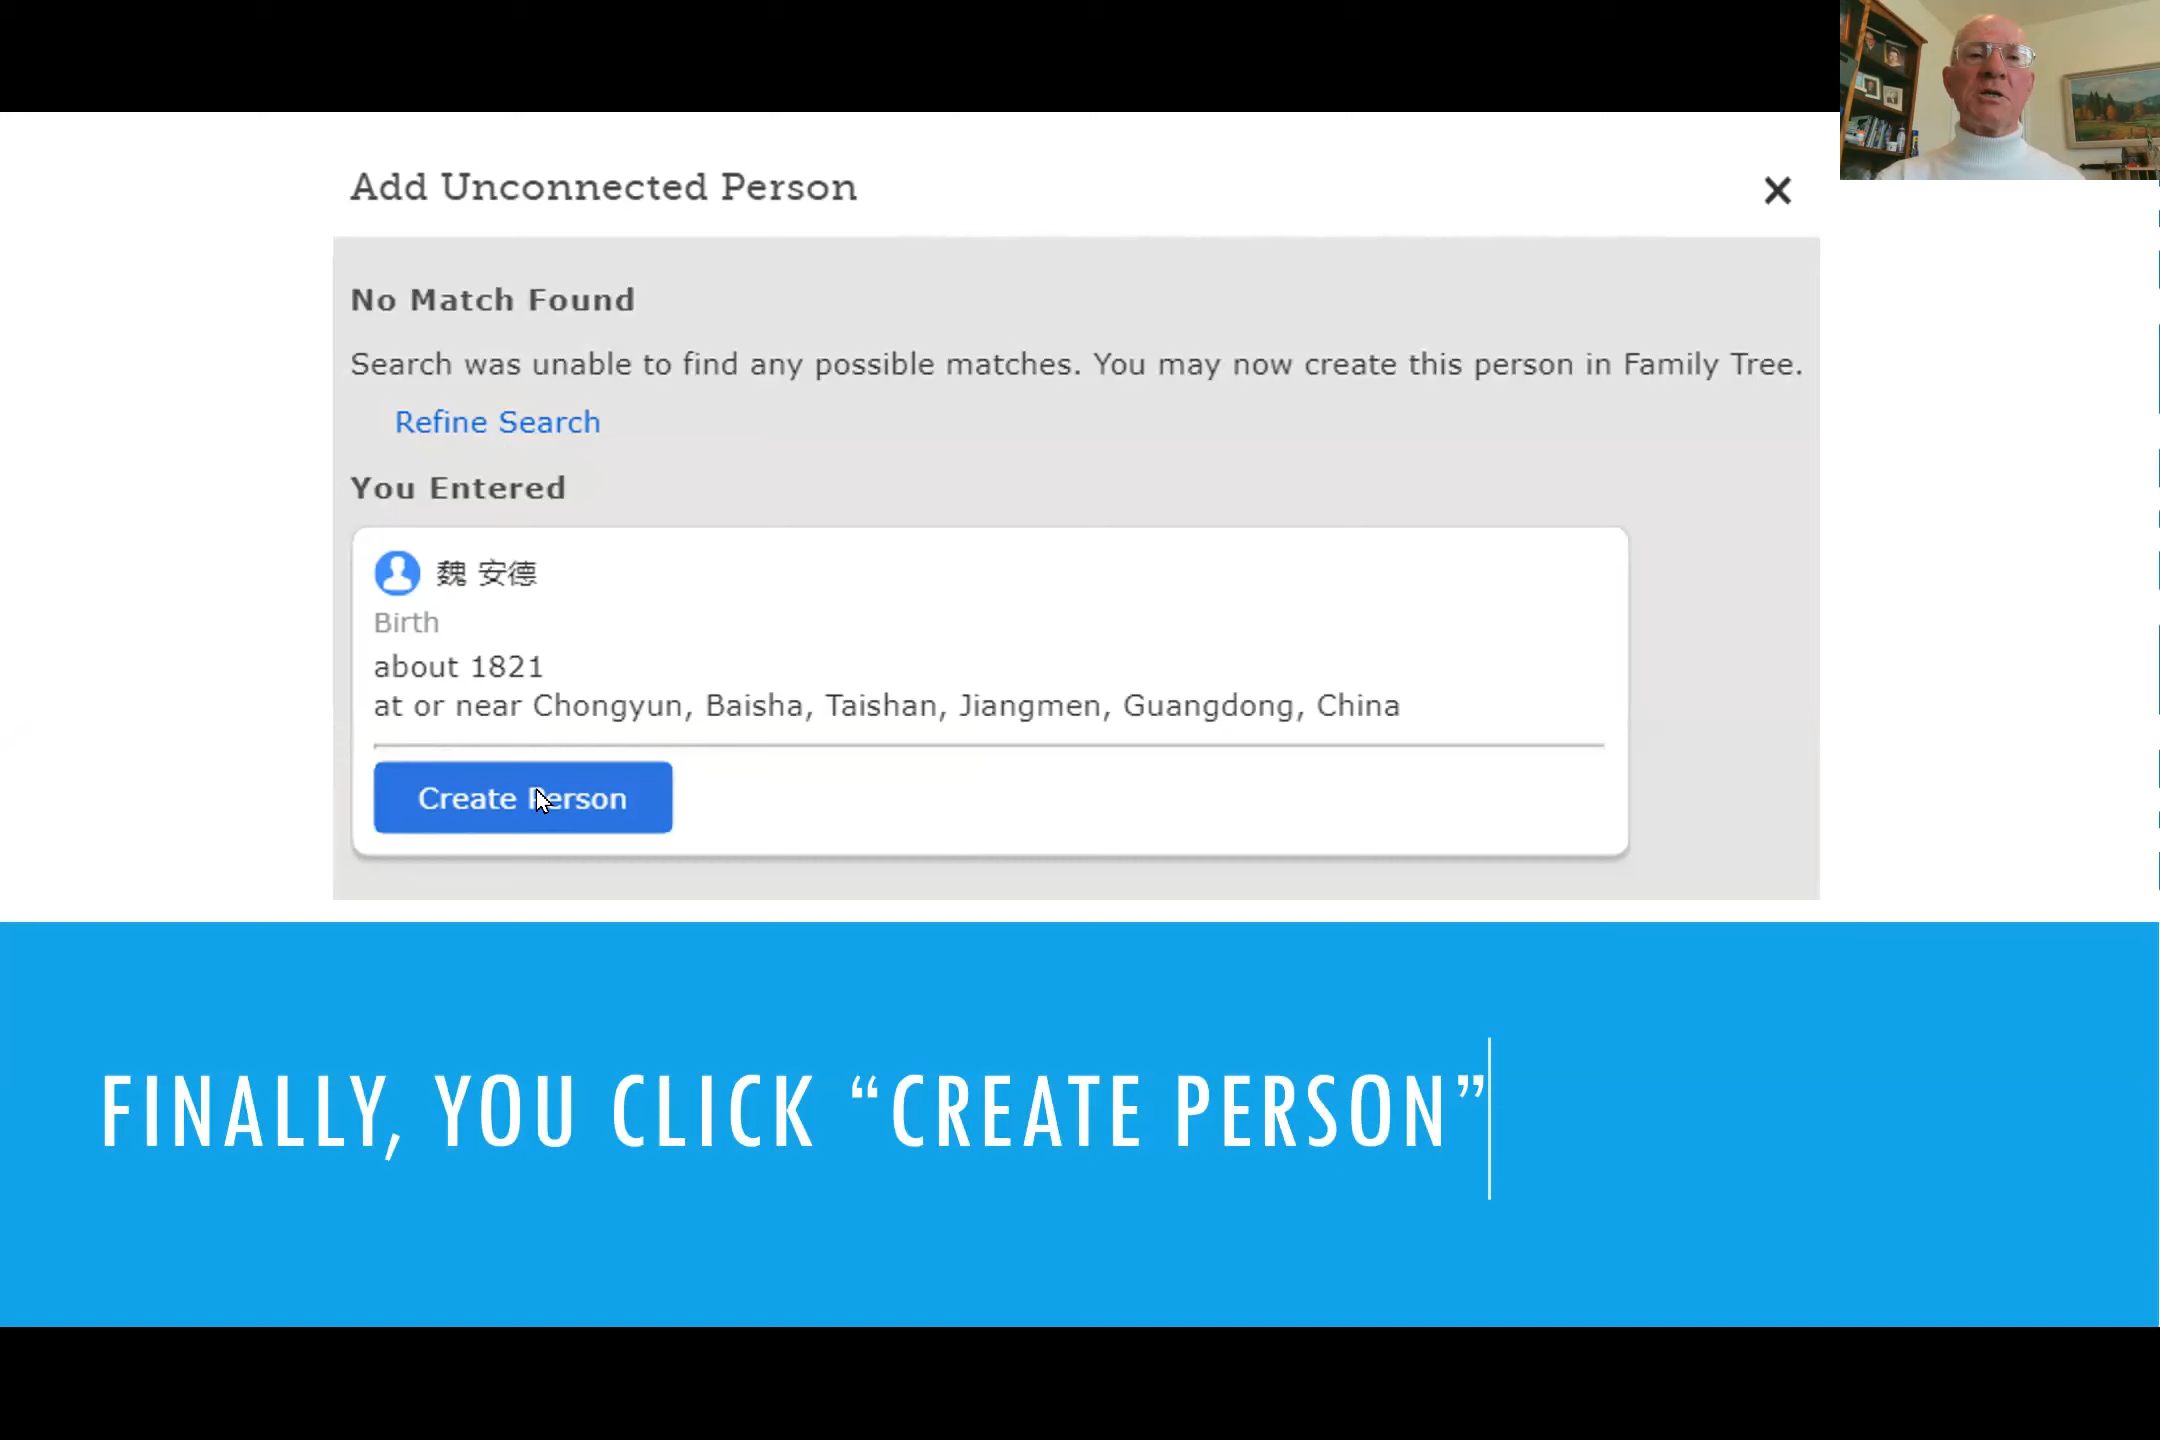 Add Unconnected Person
No Match Found
Search was unable to find any possible matches. You may now create this person in Family Tree.
Refine Search
You Entered
魏 安德
Birth
about 1821
at or near Chongyun, Baisha, Taishan, Jiangmen, Guangdong, China
Create Person
FINALLY, YOU CLICK “CREATE PERSON”